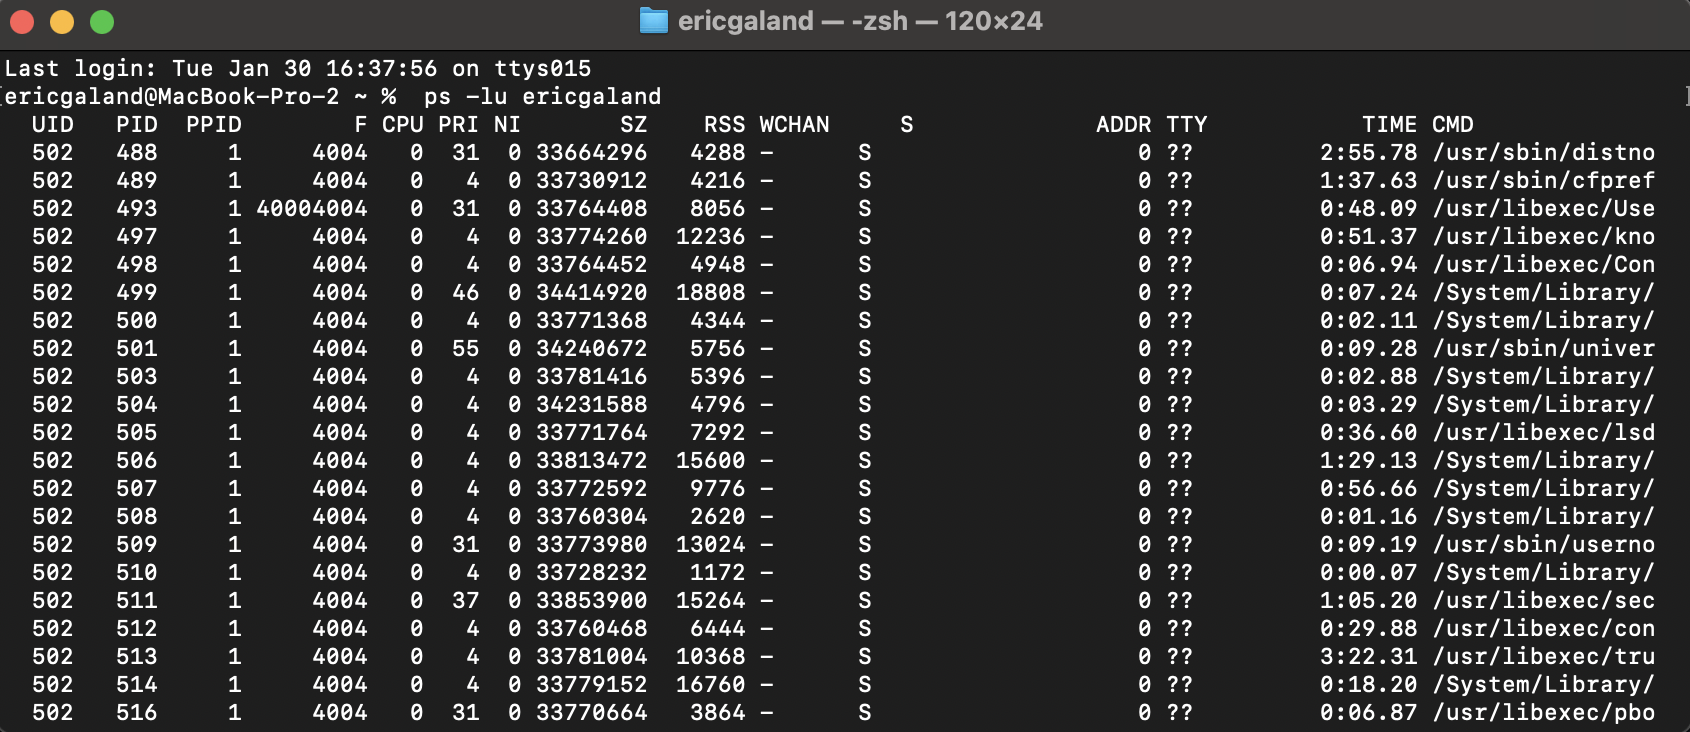 ericgaland — -zsh — 120×24
Last login: Tue Jan 30 16:37:56 on ttys015
[ericgaland@MacBook-Pro-2 ~ %  ps -lu ericgaland ]
  UID   PID  PPID        F CPU PRI NI       SZ    RSS WCHAN     S             ADDR TTY           TIME CMD
  502   488     1     4004   0  31  0 33664296   4288 -      S                   0 ??         2:55.78 /usr/sbin/distno
  502   489     1     4004   0   4  0 33730912   4216 -      S                   0 ??         1:37.63 /usr/sbin/cfpref
  502   493     1 40004004   0  31  0 33764408   8056 -      S                   0 ??         0:48.09 /usr/libexec/Use
  502   497     1     4004   0   4  0 33774260  12236 -      S                   0 ??         0:51.37 /usr/libexec/kno
  502   498     1     4004   0   4  0 33764452   4948 -      S                   0 ??         0:06.94 /usr/libexec/Con
  502   499     1     4004   0  46  0 34414920  18808 -      S                   0 ??         0:07.24 /System/Library/
  502   500     1     4004   0   4  0 33771368   4344 -      S                   0 ??         0:02.11 /System/Library/
  502   501     1     4004   0  55  0 34240672   5756 -      S                   0 ??         0:09.28 /usr/sbin/univer
  502   503     1     4004   0   4  0 33781416   5396 -      S                   0 ??         0:02.88 /System/Library/
  502   504     1     4004   0   4  0 34231588   4796 -      S                   0 ??         0:03.29 /System/Library/
  502   505     1     4004   0   4  0 33771764   7292 -      S                   0 ??         0:36.60 /usr/libexec/lsd
  502   506     1     4004   0   4  0 33813472  15600 -      S                   0 ??         1:29.13 /System/Library/
  502   507     1     4004   0   4  0 33772592   9776 -      S                   0 ??         0:56.66 /System/Library/
  502   508     1     4004   0   4  0 33760304   2620 -      S                   0 ??         0:01.16 /System/Library/
  502   509     1     4004   0  31  0 33773980  13024 -      S                   0 ??         0:09.19 /usr/sbin/userno
  502   510     1     4004   0   4  0 33728232   1172 -      S                   0 ??         0:00.07 /System/Library/
  502   511     1     4004   0  37  0 33853900  15264 -      S                   0 ??         1:05.20 /usr/libexec/sec
  502   512     1     4004   0   4  0 33760468   6444 -      S                   0 ??         0:29.88 /usr/libexec/con
  502   513     1     4004   0   4  0 33781004  10368 -      S                   0 ??         3:22.31 /usr/libexec/tru
  502   514     1     4004   0   4  0 33779152  16760 -      S                   0 ??         0:18.20 /System/Library/
  502   516     1     4004   0  31  0 33770664   3864 -      S                   0 ??         0:06.87 /usr/libexec/pbo